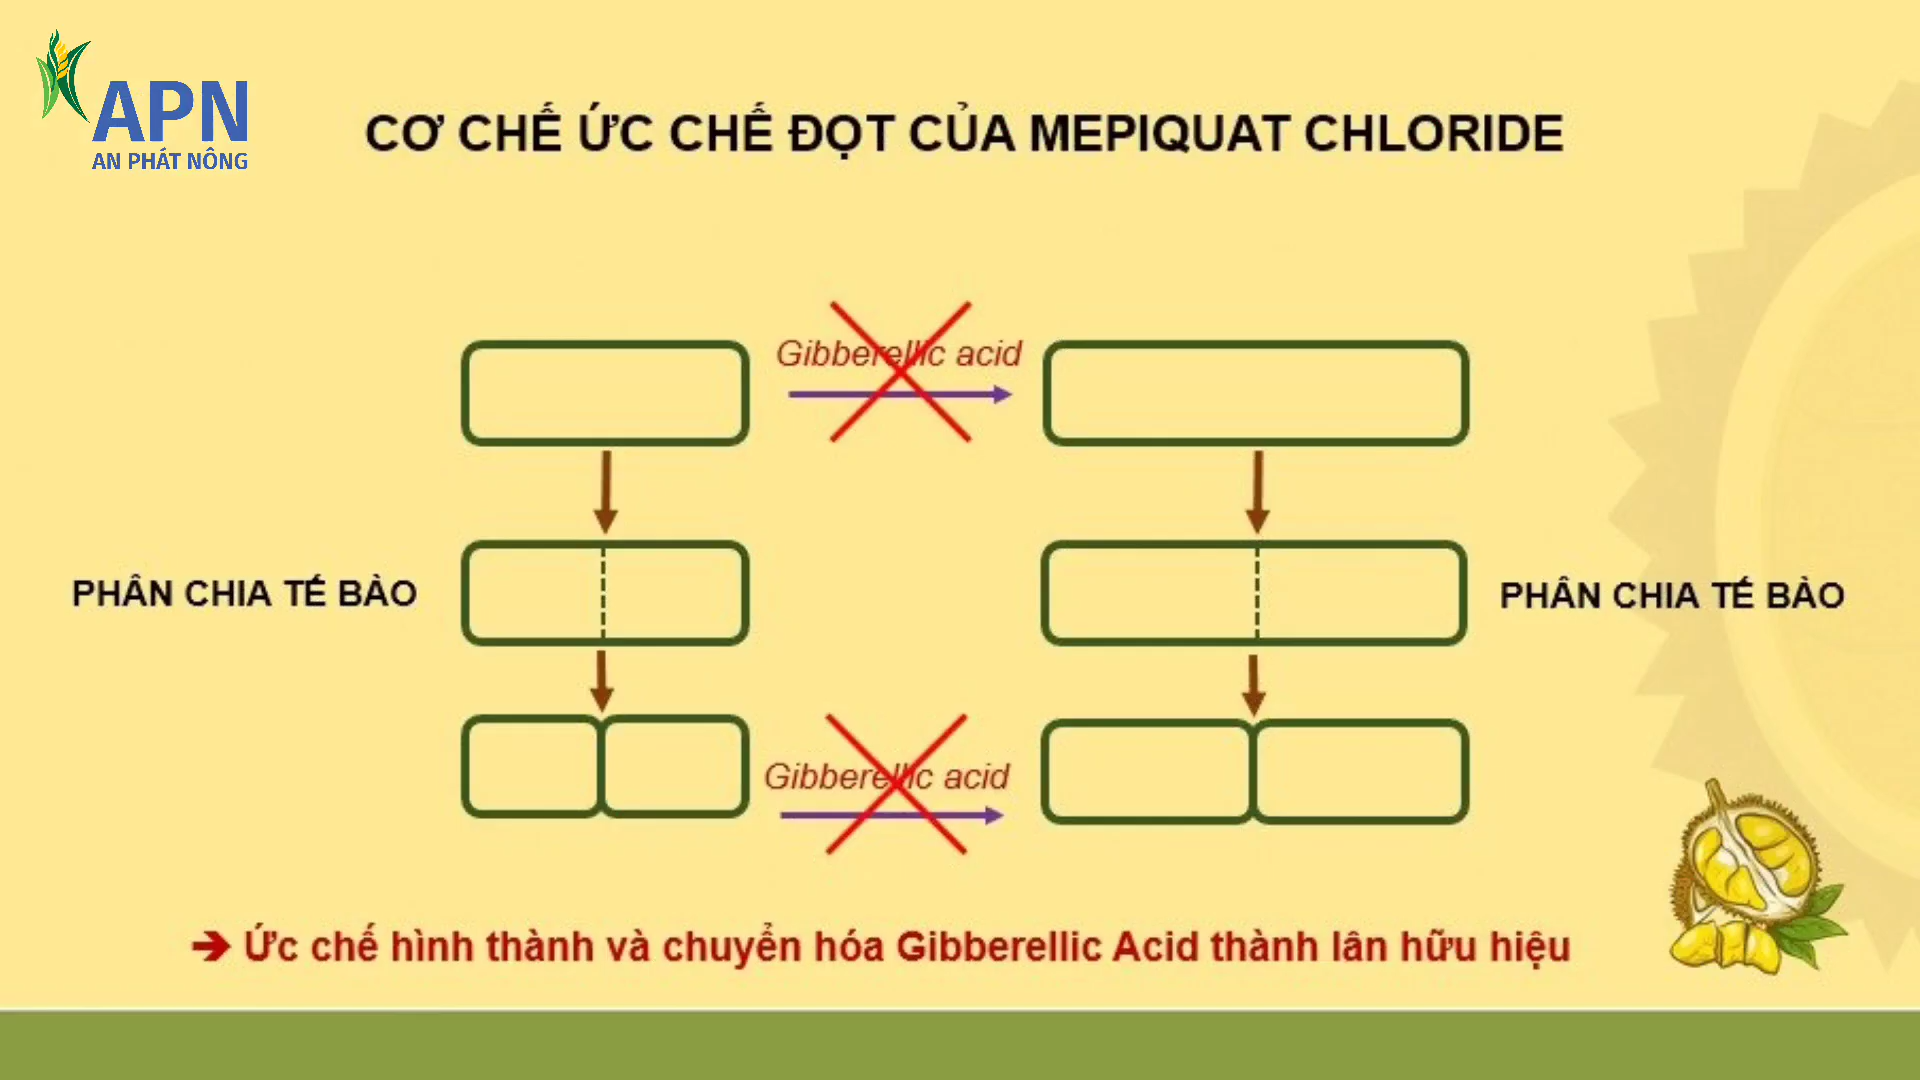 APN
AN PHÁT NÔNG
CƠ CHẾ ỨC CHẾ ĐỌT CỦA MEPIQUAT CHLORIDE
Gibberellic acid
PHÂN CHIA TẾ BÀO
PHÂN CHIA TẾ BÀO
Gibberellic acid
➔ Ức chế hình thành và chuyển hóa Gibberellic Acid thành lân hữu hiệu